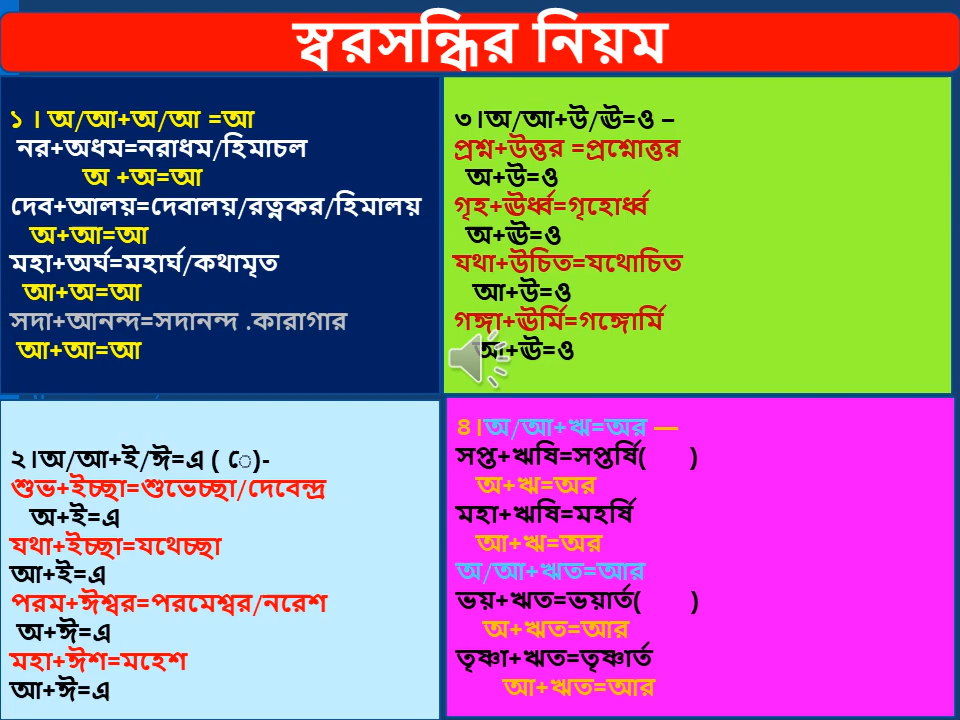 স্বরসন্ধির নিয়ম
১ । অ/আ+অ/আ =আ
নর+অধম=নরাধম/হিমাচল
অ +অ=আ
দেব+আলয়=দেবালয়/রত্নকর/হিমালয়
অ+আ=আ
মহা+অর্ঘ=মহার্ঘ/কথামৃত
আ+অ=আ
সদা+আনন্দ=সদানন্দ .কারাগার
আ+আ=আ
২।অ/আ+ই/ঈ=এ ( ে)-
শুভ+ইচ্ছা=শুভেচ্ছা/দেবেন্দ্র
অ+ই=এ
যথা+ইচ্ছা=যথেচ্ছা
আ+ই=এ
পরম+ঈশ্বর=পরমেশ্বর/নরেশ
অ+ঈ=এ
মহা+ঈশ=মহেশ
আ+ঈ=এ
৩।অ/আ+উ/ঊ=ও –
প্রশ্ন+উত্তর =প্রশ্নোত্তর
অ+উ=ও
গৃহ+ঊর্ধ্ব=গৃহোর্ধ্ব
অ+ঊ=ও
যথা+উচিত=যথোচিত
আ+উ=ও
গঙ্গা+ঊর্মি=গঙ্গোর্মি
আ+ঊ=ও
৪।অ/আ+ঋ=অর —
সপ্ত+ঋষি=সপ্তর্ষি( )
অ+ঋ=অর
মহা+ঋষি=মহর্ষি
আ+ঋ=অর
অ/আ+ঋত=আর
ভয়+ঋত=ভয়ার্ত( )
অ+ঋত=আর
তৃষ্ণা+ঋত=তৃষ্ণার্ত
আ+ঋত=আর